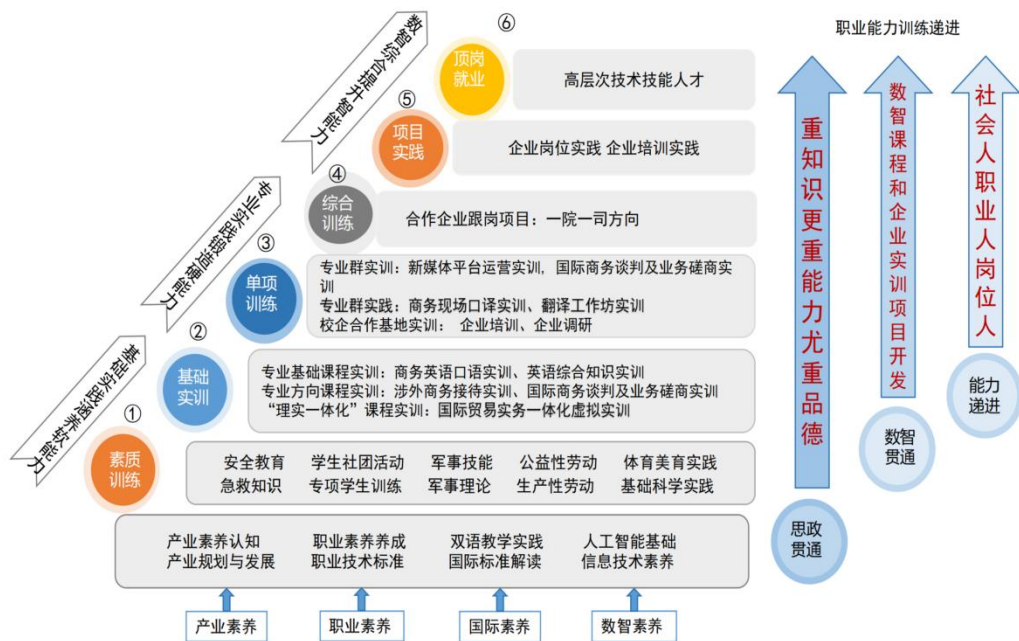 职业能力训练递进
数智综合提升智能力
⑥
顶岗
就业
高层次技术技能人才
⑤
项目
实践
企业岗位实践 企业培训实践
专业实践锻造硬能力
④
综合
训练
合作企业跟岗项目：一院一司方向
③
单项
训练
专业群实训：新媒体平台运营实训，国际商务谈判及业务磋商实
训
专业群实践：商务现场口译实训、翻译工作坊实训
校企合作基地实训： 企业培训、企业调研
基础实践涵养软能力
②
基础
实训
专业基础课程实训：商务英语口语实训、英语综合知识实训
专业方向课程实训：涉外商务接待实训、国际商务谈判及业务磋商实训
“理实一体化”课程实训：国际贸易实务一体化虚拟实训
①
素质
训练
安全教育 学生社团活动 军事技能 公益性劳动 体育美育实践
急救知识 专项学生训练 军事理论 生产性劳动 基础科学实践
产业素养认知 职业素养养成 双语教学实践 人工智能基础
产业规划与发展 职业技术标准 国际标准解读 信息技术素养
产业素养 职业素养 国际素养 数智素养
重知识更重能力尤重品德
思政
贯通
数智课程和企业实训项目开发
数智
贯通
社会人职业人岗位人
能力
递进